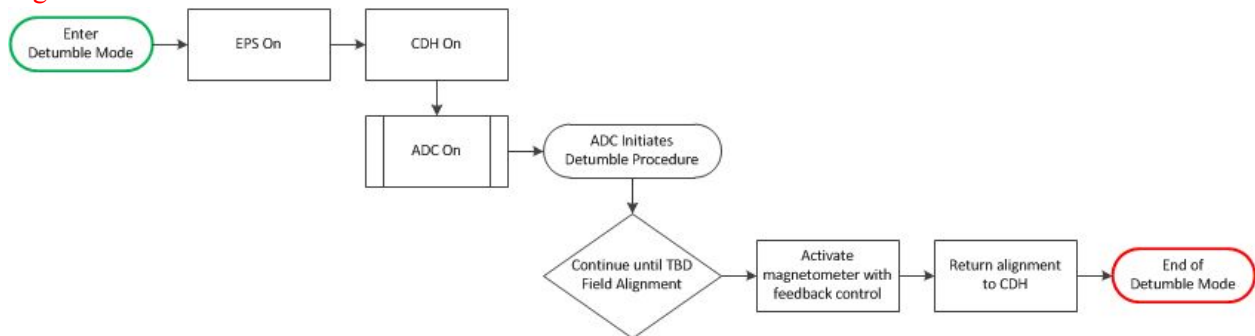 Enter
Detumble Mode
EPS On
CDH On
ADC On
ADC Initiates
Detumble Procedure
Continue until TBD
Field Alignment
Activate
magnetometer with
feedback control
Return alignment
to CDH
End of
Detumble Mode